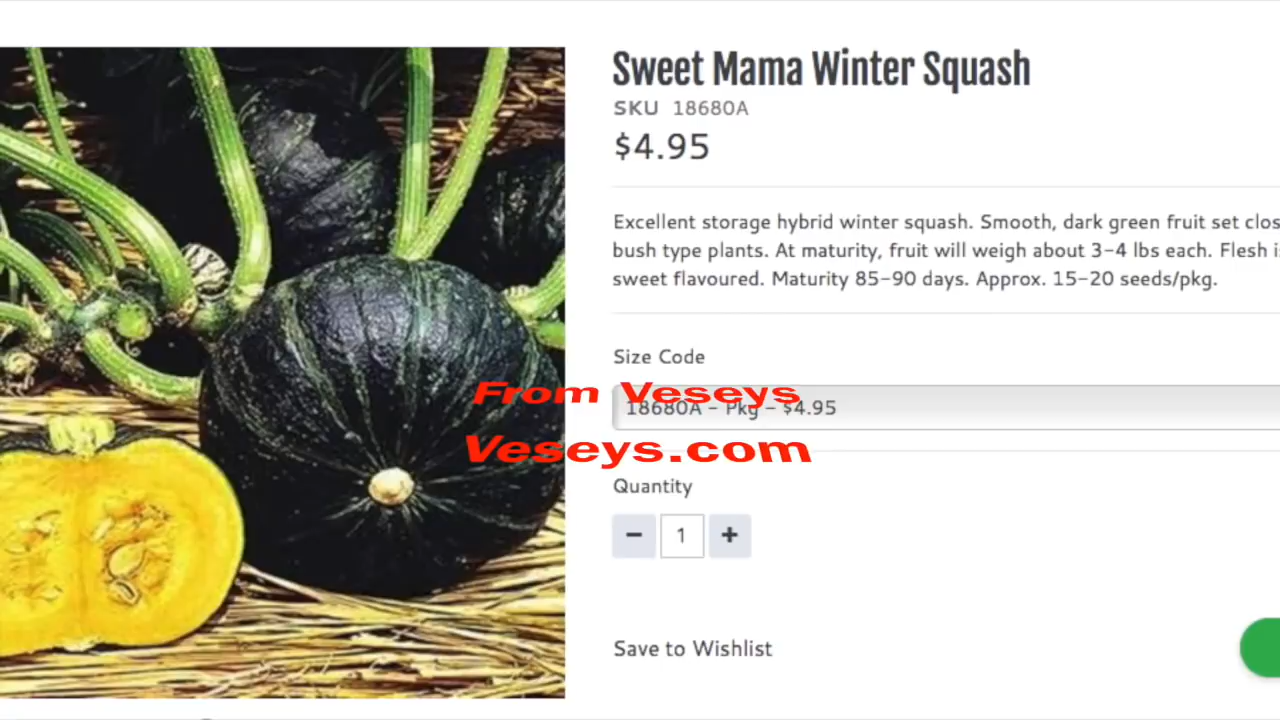 Sweet Mama Winter Squash
SKU 18680A
$4.95
Excellent storage hybrid winter squash. Smooth, dark green fruit set clos
bush type plants. At maturity, fruit will weigh about 3-4 lbs each. Flesh i
sweet flavoured. Maturity 85-90 days. Approx. 15-20 seeds/pkg.
Size Code
From Veseys
18680A - Pkg - $4.95
Veseys.com
Quantity
− 1 +
Save to Wishlist